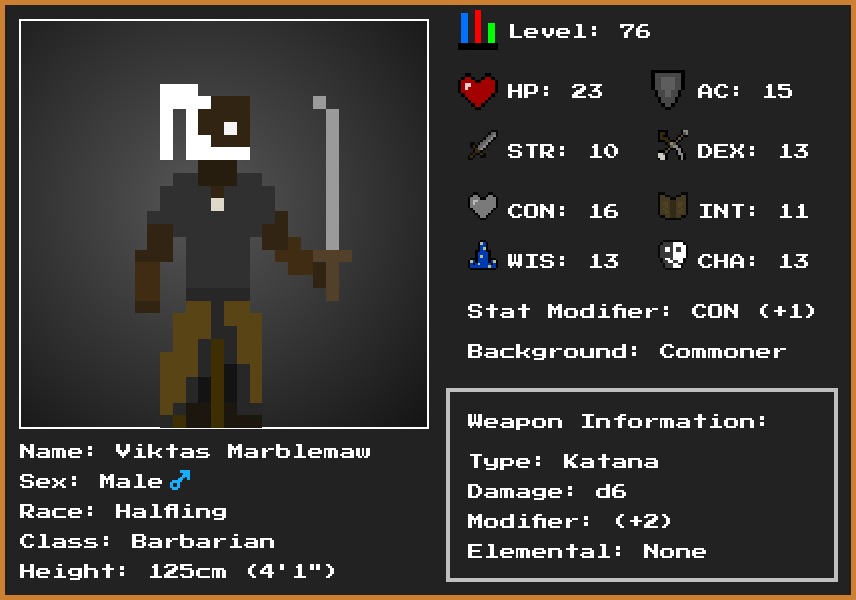 Level: 76
HP: 23 AC: 15
STR: 10 DEX: 13
CON: 16 INT: 11
WIS: 13 CHA: 13
Stat Modifier: CON (+1)
Background: Commoner
Weapon Information:
Type: Katana
Damage: d6
Modifier: (+2)
Elemental: None
Name: Viktas Marblemaw
Sex: Male♂
Race: Halfling
Class: Barbarian
Height: 125cm (4'1")